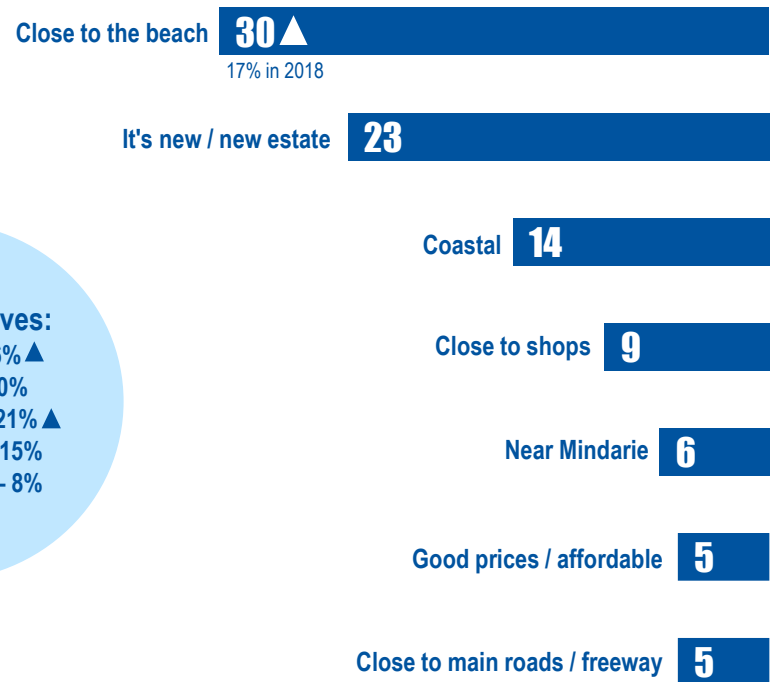 Close to the beach 30▲
17% in 2018
It's new / new estate 23
Coastal 14
Close to shops 9
Near Mindarie 6
Good prices / affordable 5
Close to main roads / freeway 5
% ▲
0%
21% ▲
15%
- 8%